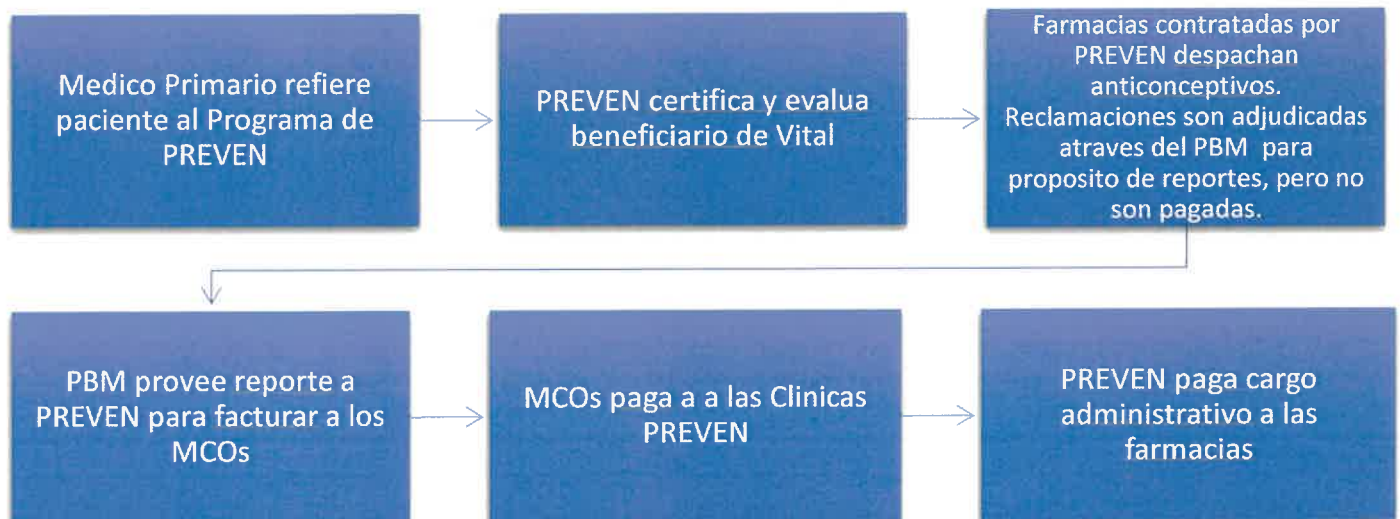 Medico Primario refiere
paciente al Programa de
PREVEN
PREVEN certifica y evalua
beneficiario de Vital
Farmacias contratadas por
PREVEN despachan
anticonceptivos.
Reclamaciones son adjudicadas
atraves del PBM para
proposito de reportes, pero no
son pagadas.
PBM provee reporte a
PREVEN para facturar a los
MCOs
MCOs paga a a las Clinicas
PREVEN
PREVEN paga cargo
administrativo a las
farmacias